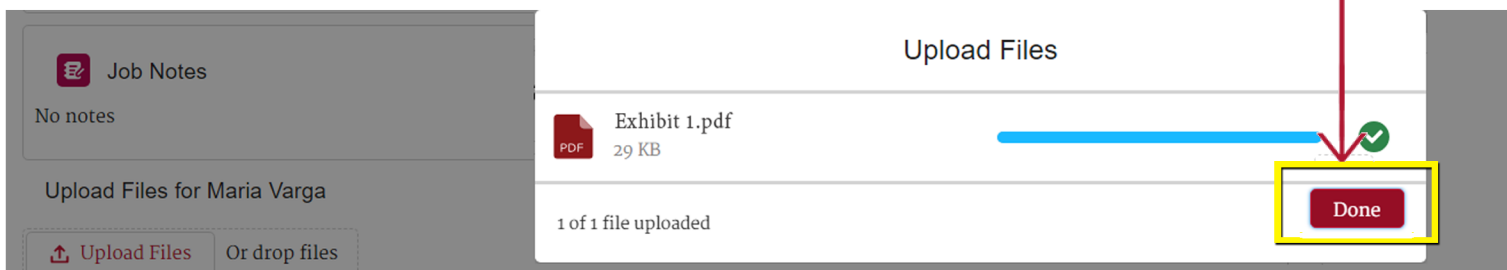 Job Notes
No notes
Upload Files for Maria Varga
Upload Files Or drop files
Upload Files
PDF
Exhibit 1.pdf
29 KB
1 of 1 file uploaded
Done